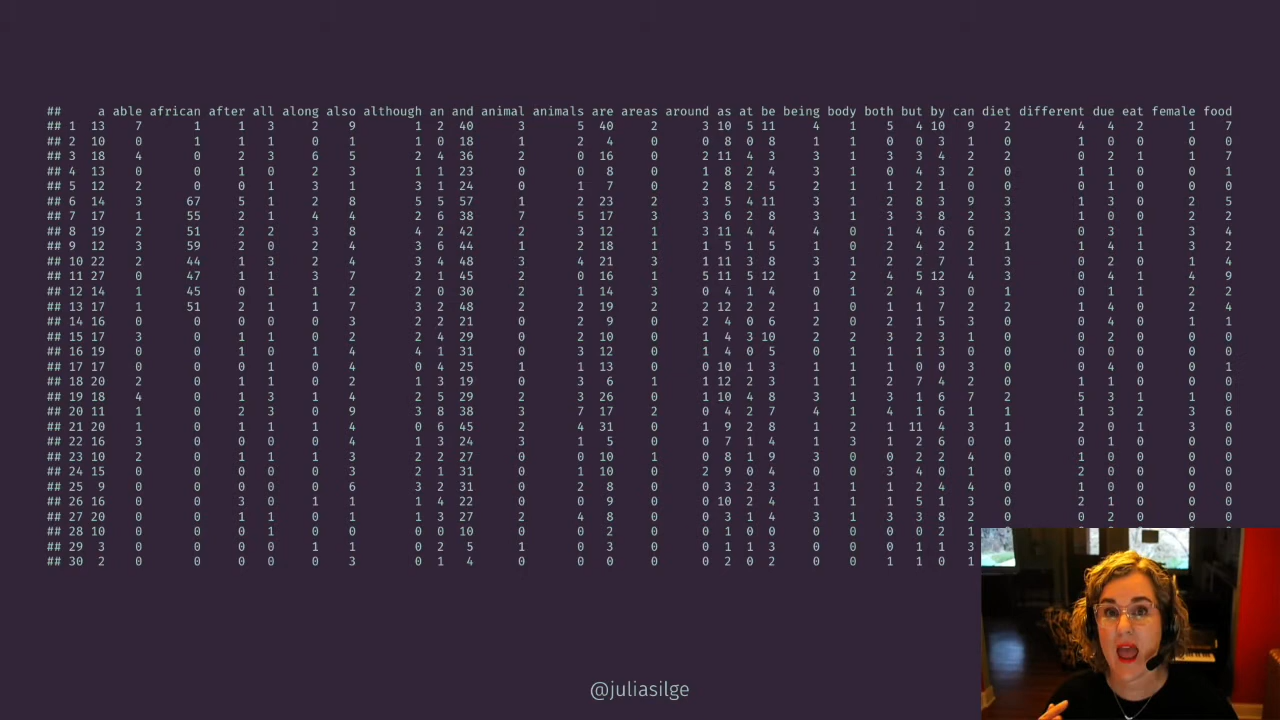 ## a able african after all along also although an and animal animals are areas around as at be being body both but by can diet different due eat female food
## 1 13 7 1 1 3 2 9 1 2 40 3 5 40 2 3 10 5 11 4 1 5 4 10 9 2 4 4 2 1 7
## 2 10 0 1 1 1 0 1 1 0 18 1 2 4 0 0 8 0 8 1 1 0 0 3 1 0 1 0 0 0 0
## 3 18 4 0 2 3 6 5 2 4 36 2 0 16 0 2 11 4 3 3 1 3 3 4 2 2 0 2 1 1 7
## 4 13 0 0 1 0 2 3 1 1 23 0 0 8 0 1 8 2 4 3 1 0 4 3 2 0 1 1 0 0 1
## 5 12 2 0 0 1 3 1 3 1 24 0 1 7 0 2 8 2 5 2 1 1 2 1 0 0 1 0 0 0 0
## 6 14 3 67 5 1 2 8 5 5 57 1 2 23 2 3 5 4 11 3 1 2 8 3 9 3 0 3 0 2 5
## 7 17 1 55 2 1 4 4 2 6 38 7 5 17 3 3 6 2 8 3 1 3 3 8 2 3 1 0 0 2 2
## 8 19 2 51 2 2 3 8 4 2 42 2 3 12 1 3 11 4 4 4 0 1 4 6 6 2 0 3 1 3 4
## 9 12 3 59 2 0 2 4 3 6 44 1 2 18 1 1 5 1 5 1 0 2 4 2 2 1 1 4 1 3 2
## 10 22 2 44 1 3 2 4 3 4 48 3 4 21 3 1 11 3 8 3 1 2 2 7 1 3 0 2 0 1 4
## 11 27 0 47 1 1 3 7 2 1 45 2 0 16 1 5 11 5 12 1 2 4 5 12 4 3 0 4 1 4 9
## 12 14 1 45 0 1 1 2 2 0 30 2 1 14 3 0 4 1 4 0 1 2 4 3 0 1 0 1 1 2 2
## 13 17 1 51 2 1 1 7 3 2 48 2 2 19 2 2 12 2 2 1 0 1 1 7 2 2 1 4 0 2 4
## 14 16 0 0 0 0 0 3 2 2 21 0 2 9 0 2 4 0 6 2 0 2 1 5 3 0 0 4 0 1 1
## 15 17 3 0 1 1 0 2 2 4 29 0 2 10 0 1 4 3 10 2 2 3 2 3 1 0 0 2 0 0 0
## 16 19 0 0 1 0 1 4 4 1 31 0 3 12 0 1 4 0 5 0 1 1 1 3 0 0 0 0 0 0 0
## 17 17 0 0 0 1 0 4 0 4 25 1 1 13 0 0 10 1 3 1 1 1 0 0 3 0 0 4 0 0 1
## 18 20 2 0 1 1 0 2 1 3 19 0 3 6 1 1 12 2 3 1 1 1 7 4 2 0 0 1 0 0 0
## 19 18 4 0 1 3 1 4 2 5 29 2 3 26 0 1 10 4 8 3 1 3 1 6 7 2 5 3 1 1 0
## 20 11 1 0 2 3 0 9 3 8 38 3 7 17 2 0 4 2 7 4 1 4 1 6 1 1 1 3 2 3 6
## 21 20 1 0 1 1 1 4 0 6 45 2 4 31 0 1 9 2 8 1 2 1 11 4 3 1 2 0 1 3 0
## 22 16 3 0 0 0 0 4 1 3 24 3 1 5 0 0 7 1 4 1 3 1 2 6 0 0 0 1 0 0 0
## 23 10 2 0 1 1 1 3 2 2 27 0 0 10 1 0 8 1 9 3 0 0 2 2 4 0 1 0 0 0 0
## 24 15 0 0 0 0 0 3 2 1 31 0 1 10 0 2 9 0 4 0 0 3 4 0 1 0 2 0 0 0 0
## 25 9 0 0 0 0 0 6 3 2 31 0 2 8 0 0 3 2 3 1 1 1 2 4 4 0 0 0 0 0 0
## 26 16 0 0 3 0 1 1 1 4 22 0 0 9 0 0 10 2 4 1 1 1 5 1 3 0 2 1 0 0 0
## 27 20 0 0 1 1 0 1 1 3 27 2 4 8 0 0 3 1 4 3 1 3 3 8 2 0 0 2 0 0 0
## 28 10 0 0 0 1 0 0 0 0 10 0 0 2 0 0 1 0 0 0 0 0 0 2 1
## 29 3 0 0 0 0 1 1 0 2 5 1 0 3 0 0 1 1 3 0 0 0 1 1 3
## 30 2 0 0 0 0 0 3 0 1 4 0 0 0 0 0 2 0 2 0 0 1 1 0 1
@juliasilge